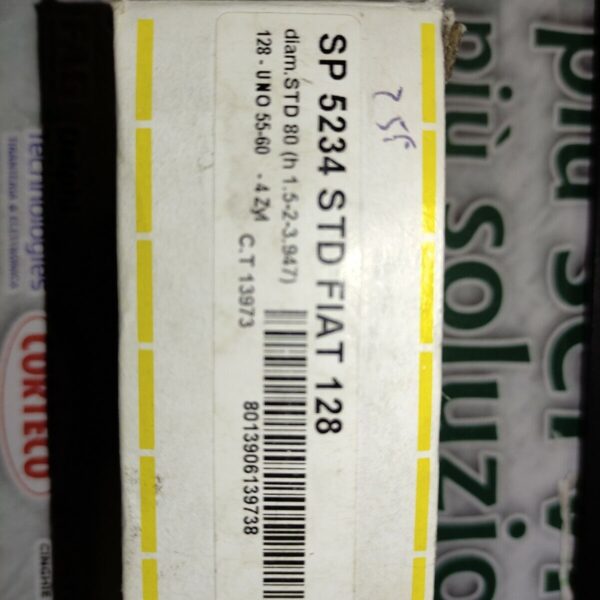 SP 5234 STD FIAT 128
diam.STD 80 (h 1.5-2-3.947)
128 - UNO 55-60 - 4 Zyl
C.T 13973
8013906139738
più soluzio
Technologies
CORTECO
CINGHIE